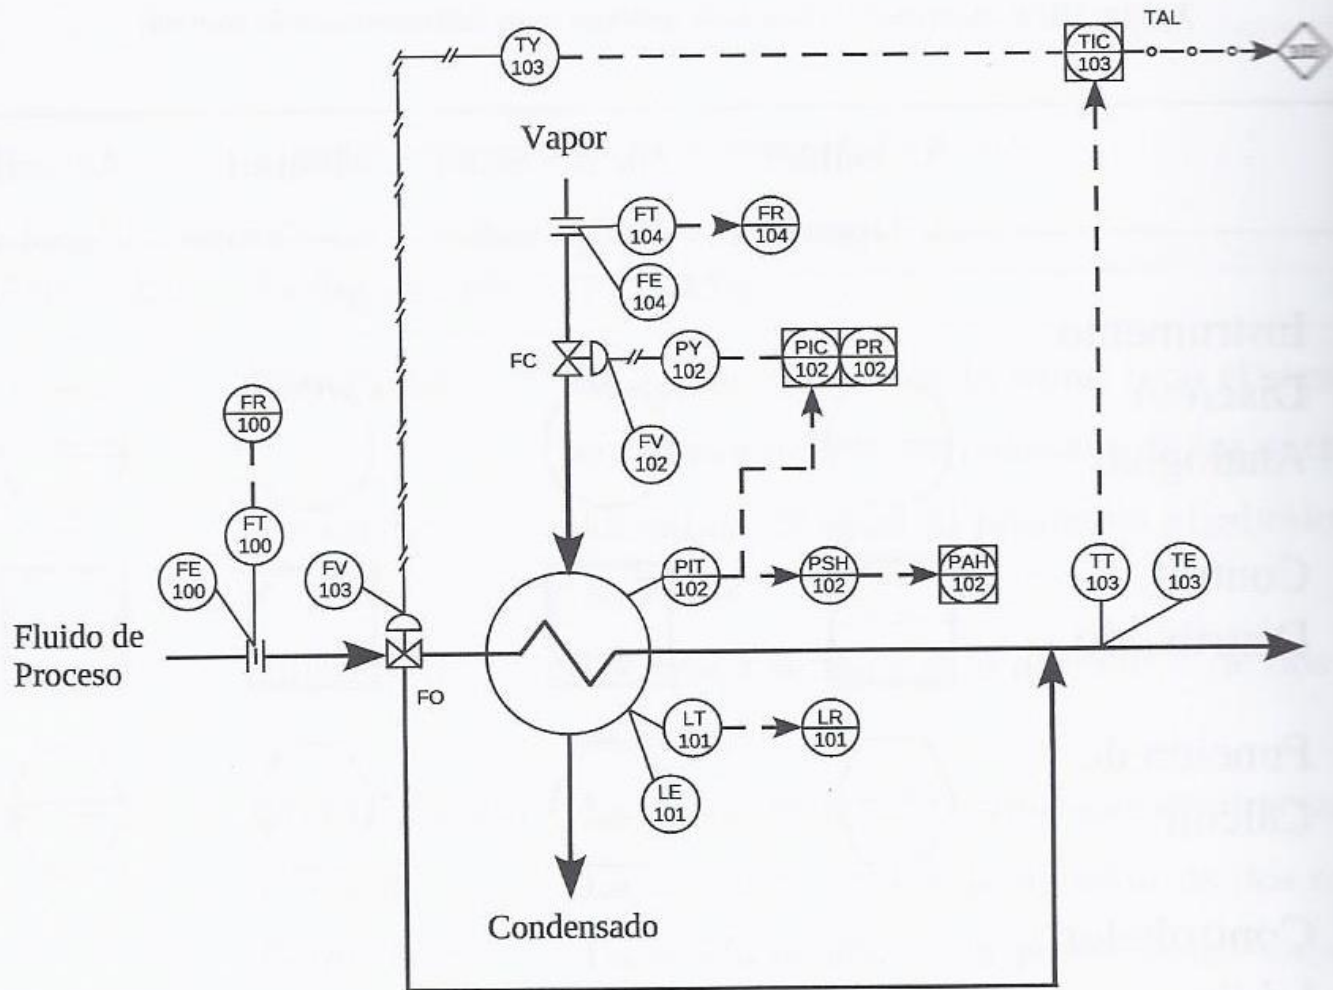 TAL
TY
103
TIC
103
Vapor
FT
104
FR
104
FE
104
FC
PY
102
PIC
102
PR
102
FV
102
FR
100
FT
100
FE
100
FV
103
PIT
102
PSH
102
PAH
102
TT
103
TE
103
Fluido de
Proceso
FO
LT
101
LR
101
LE
101
Condensado